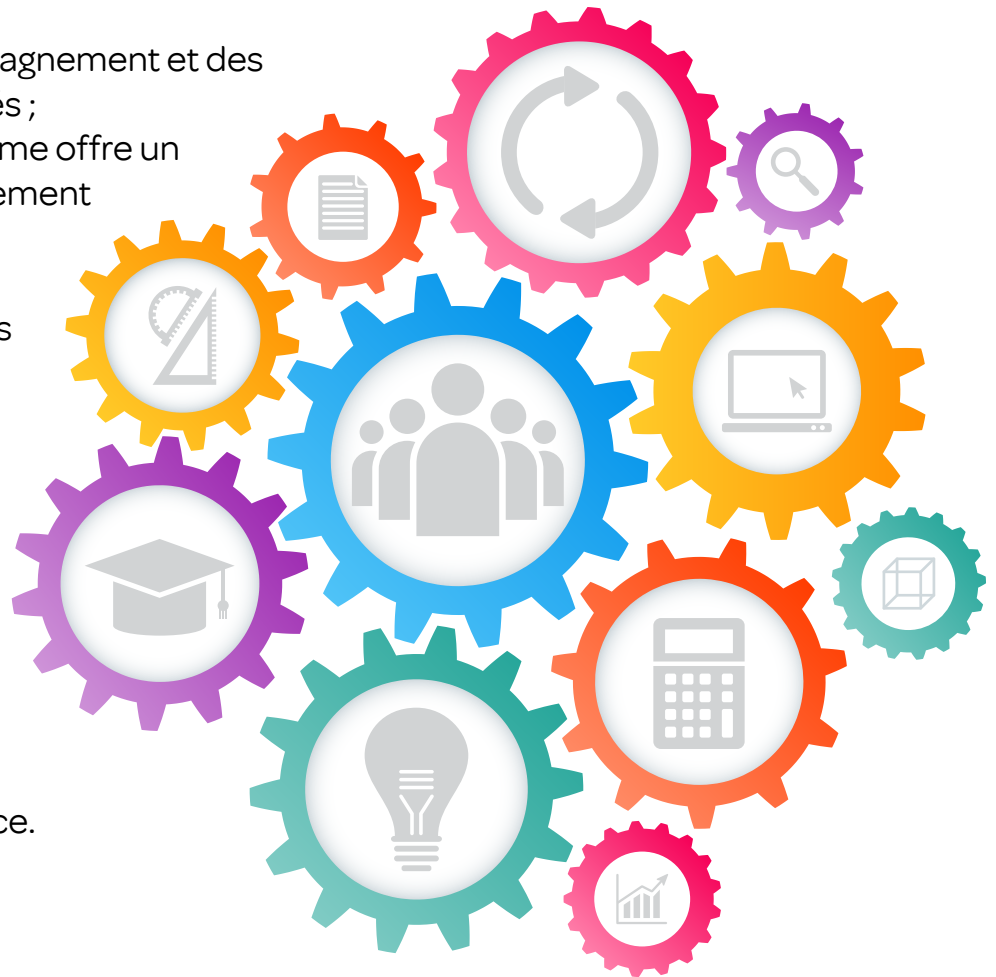 agnement et des
es ;
me offre un
ement
s
ce.